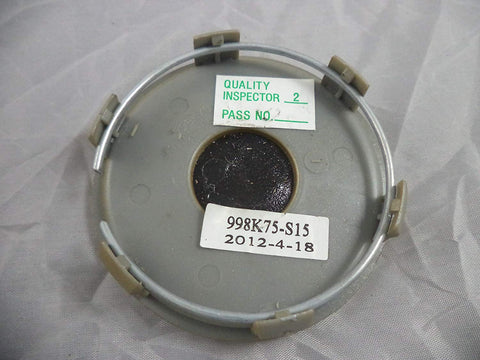 QUALITY
INSPECTOR 2
PASS NO.
998K75-S15
2012-4-18